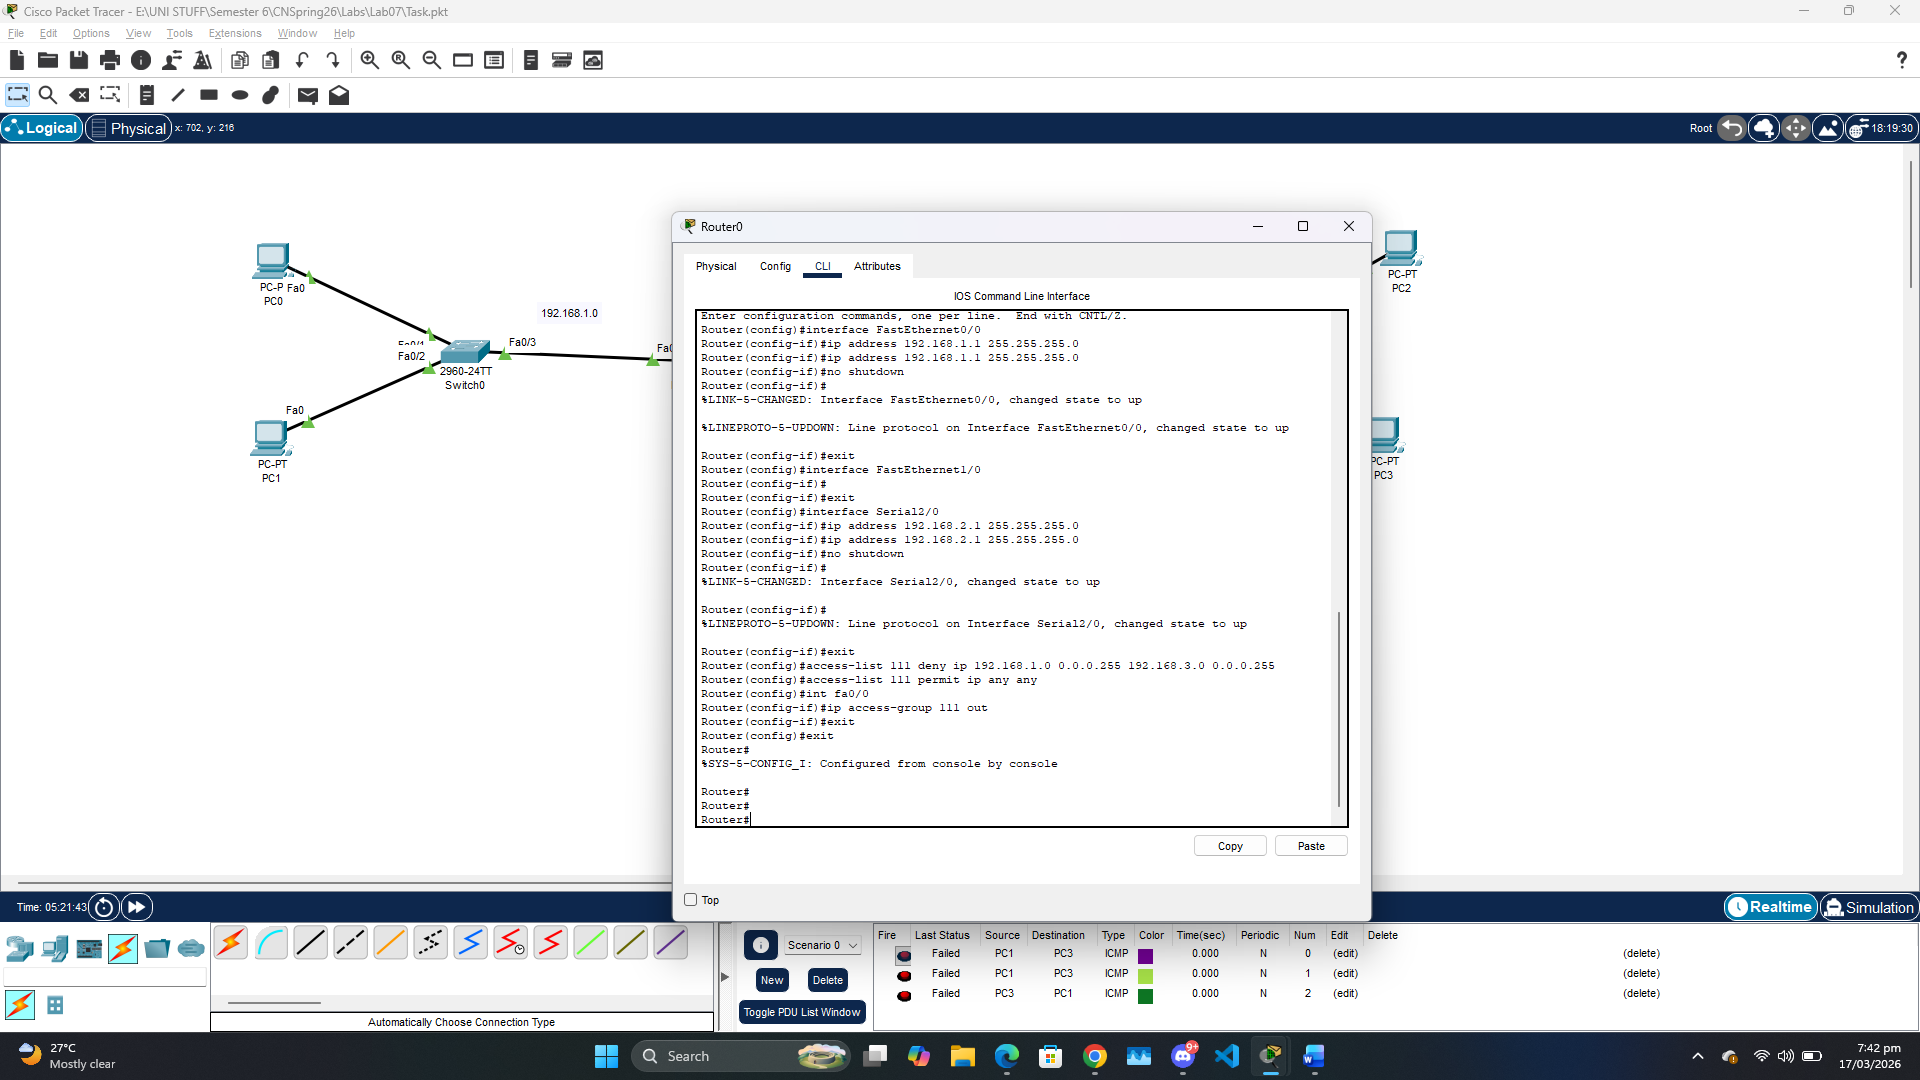 Cisco Packet Tracer - E:\UNI STUFF\Semester 6\CNSpring26\Labs\Lab07\Task.pkt
File Edit Options View Tools Extensions Window Help
?
Logical Physical x: 702, y: 216
Root 18:19:30
PC-P Fa0
PC0
192.168.1.0
Fa0/1
Fa0/2
Fa0/3
2960-24TT
Switch0
Fa0
PC-PT
PC1
Fa0
PC-PT
PC2
PC-PT
PC3
Router0
Physical Config CLI Attributes
IOS Command Line Interface
Enter configuration commands, one per line.  End with CNTL/Z.
Router(config)#interface FastEthernet0/0
Router(config-if)#ip address 192.168.1.1 255.255.255.0
Router(config-if)#ip address 192.168.1.1 255.255.255.0
Router(config-if)#no shutdown
Router(config-if)#
%LINK-5-CHANGED: Interface FastEthernet0/0, changed state to up
%LINEPROTO-5-UPDOWN: Line protocol on Interface FastEthernet0/0, changed state to up
Router(config-if)#exit
Router(config)#interface FastEthernet1/0
Router(config-if)#
Router(config-if)#exit
Router(config)#interface Serial2/0
Router(config-if)#ip address 192.168.2.1 255.255.255.0
Router(config-if)#ip address 192.168.2.1 255.255.255.0
Router(config-if)#no shutdown
Router(config-if)#
%LINK-5-CHANGED: Interface Serial2/0, changed state to up
Router(config-if)#
%LINEPROTO-5-UPDOWN: Line protocol on Interface Serial2/0, changed state to up
Router(config-if)#exit
Router(config)#access-list 111 deny ip 192.168.1.0 0.0.0.255 192.168.3.0 0.0.0.255
Router(config)#access-list 111 permit ip any any
Router(config)#int fa0/0
Router(config-if)#ip access-group 111 out
Router(config-if)#exit
Router(config)#exit
Router#
%SYS-5-CONFIG_I: Configured from console by console
Router#
Router#
Router#
Copy Paste
Top
Time: 05:21:43
Realtime Simulation
Automatically Choose Connection Type
Scenario 0
New Delete
Toggle PDU List Window
Fire Last Status Source Destination Type Color Time(sec) Periodic Num Edit Delete
Failed PC1 PC3 ICMP 0.000 N 0 (edit) (delete)
Failed PC1 PC3 ICMP 0.000 N 1 (edit) (delete)
Failed PC3 PC1 ICMP 0.000 N 2 (edit) (delete)
27°C
Mostly clear
Search
9+
7:42 pm
17/03/2026